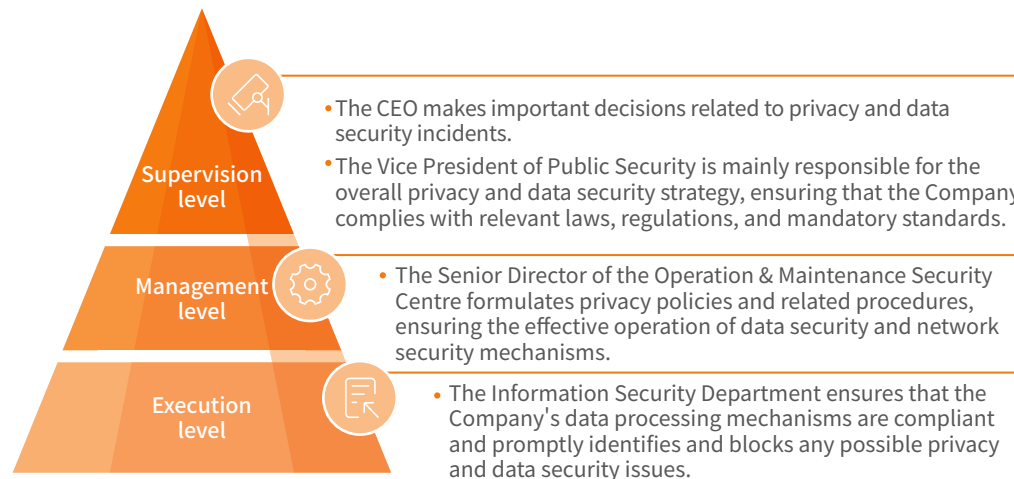 • The CEO makes important decisions related to privacy and data
security incidents.
• The Vice President of Public Security is mainly responsible for the
overall privacy and data security strategy, ensuring that the Company
complies with relevant laws, regulations, and mandatory standards.
Supervision
level
• The Senior Director of the Operation & Maintenance Security
Centre formulates privacy policies and related procedures,
ensuring the effective operation of data security and network
security mechanisms.
Management
level
• The Information Security Department ensures that the
Company's data processing mechanisms are compliant
and promptly identifies and blocks any possible privacy
and data security issues.
Execution
level